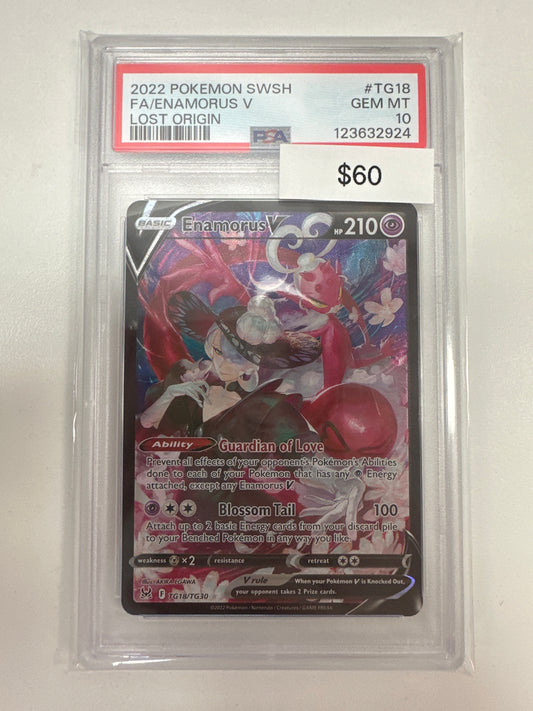 2022 POKEMON SWSH #TG18
FA/ENAMORUS V GEM MT
LOST ORIGIN 10
PSA 123632924
$60
BASIC Enamorus V HP 210
Ability Guardian of Love
Prevent all effects of your opponent's Pokémon's Abilities
done to each of your Pokémon that has any Energy
attached, except any Enamorus V.
Blossom Tail 100
Attach up to 2 basic Energy cards from your discard pile
to your Benched Pokémon in any way you like.
weakness ×2 resistance retreat
Illus. AKIRA EGAWA
V rule When your Pokémon V is Knocked Out,
your opponent takes 2 Prize cards.
F TG18/TG30
©2022 Pokémon / Nintendo / Creatures / GAME FREAK